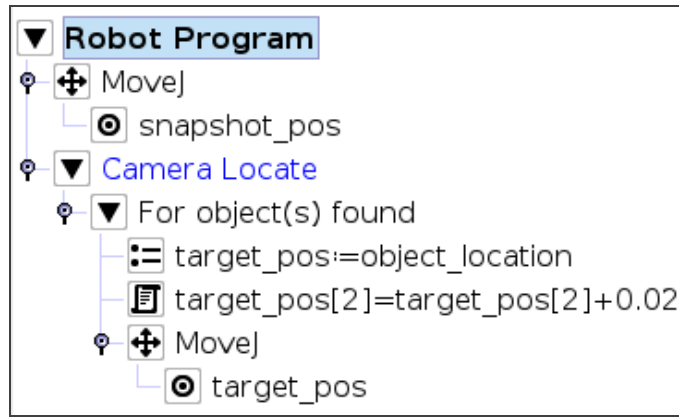 Robot Program
MoveJ
snapshot_pos
Camera Locate
For object(s) found
target_pos:=object_location
target_pos[2]=target_pos[2]+0.02
MoveJ
target_pos